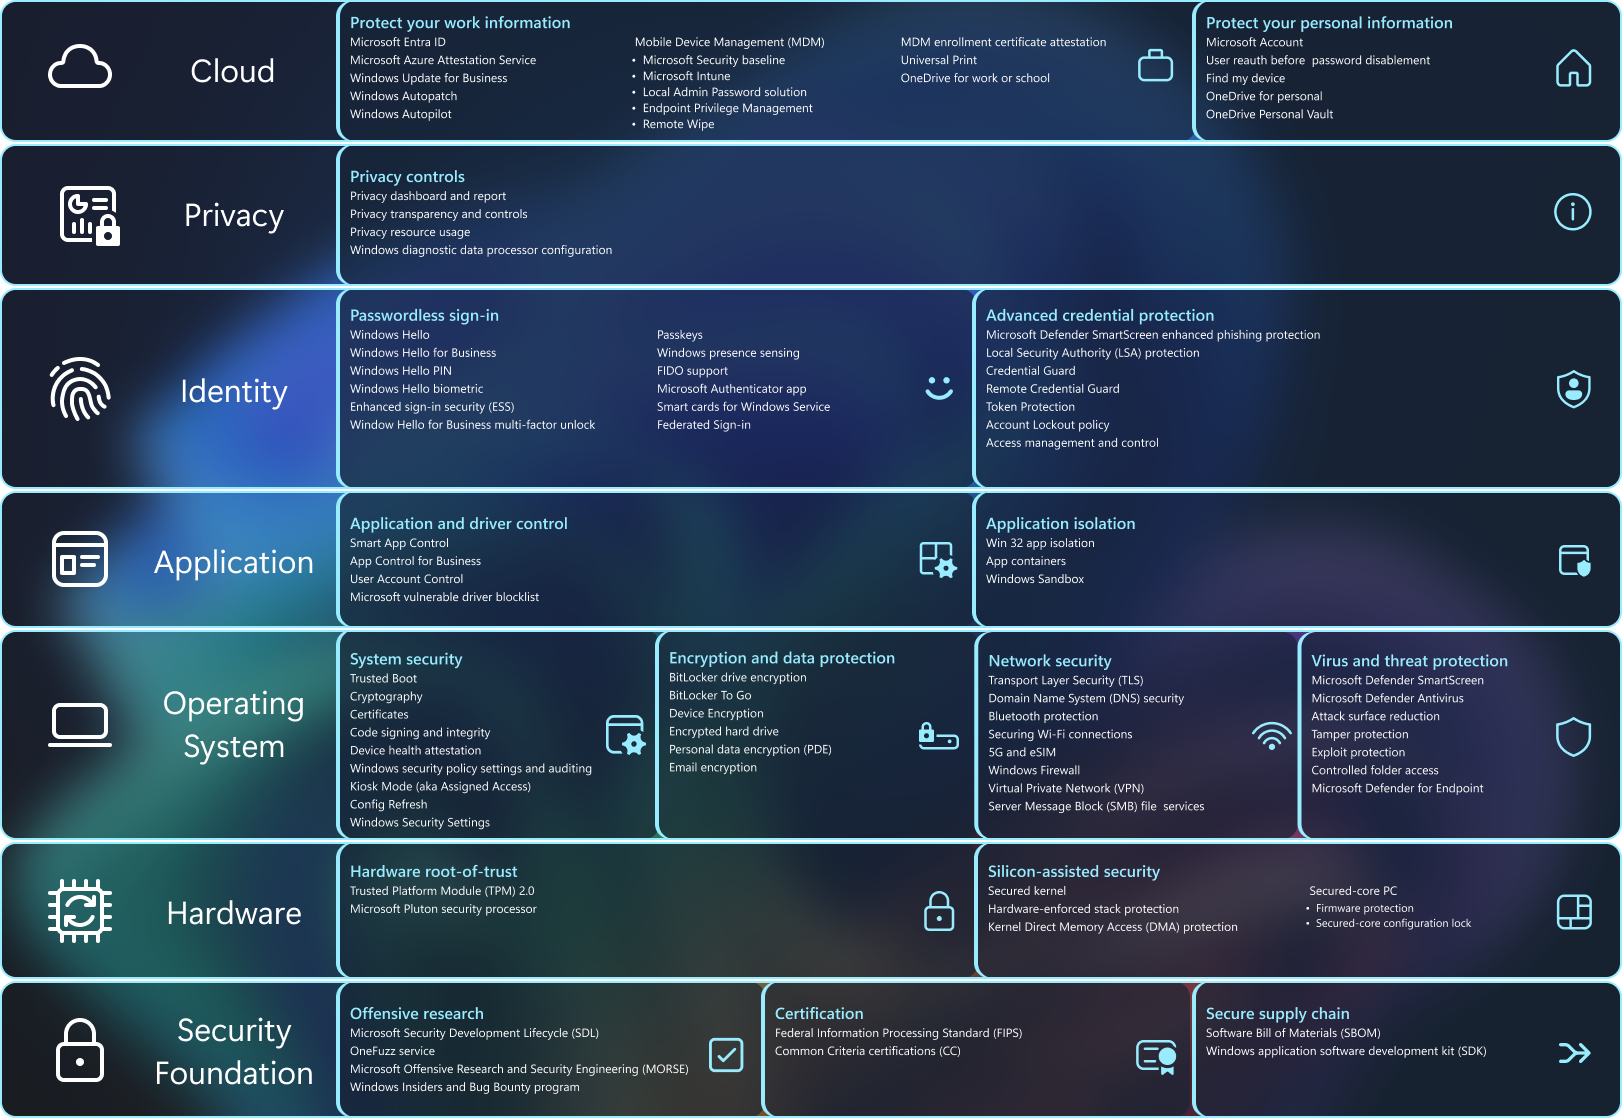 Cloud
Protect your work information
Microsoft Entra ID
Microsoft Azure Attestation Service
Windows Update for Business
Windows Autopatch
Windows Autopilot
Mobile Device Management (MDM)
• Microsoft Security baseline
• Microsoft Intune
• Local Admin Password solution
• Endpoint Privilege Management
• Remote Wipe
MDM enrollment certificate attestation
Universal Print
OneDrive for work or school
Protect your personal information
Microsoft Account
User reauth before  password disablement
Find my device
OneDrive for personal
OneDrive Personal Vault
Privacy
Privacy controls
Privacy dashboard and report
Privacy transparency and controls
Privacy resource usage
Windows diagnostic data processor configuration
Identity
Passwordless sign-in
Windows Hello
Windows Hello for Business
Windows Hello PIN
Windows Hello biometric
Enhanced sign-in security (ESS)
Window Hello for Business multi-factor unlock
Passkeys
Windows presence sensing
FIDO support
Microsoft Authenticator app
Smart cards for Windows Service
Federated Sign-in
Advanced credential protection
Microsoft Defender SmartScreen enhanced phishing protection
Local Security Authority (LSA) protection
Credential Guard
Remote Credential Guard
Token Protection
Account Lockout policy
Access management and control
Application
Application and driver control
Smart App Control
App Control for Business
User Account Control
Microsoft vulnerable driver blocklist
Application isolation
Win 32 app isolation
App containers
Windows Sandbox
Operating
System
System security
Trusted Boot
Cryptography
Certificates
Code signing and integrity
Device health attestation
Windows security policy settings and auditing
Kiosk Mode (aka Assigned Access)
Config Refresh
Windows Security Settings
Encryption and data protection
BitLocker drive encryption
BitLocker To Go
Device Encryption
Encrypted hard drive
Personal data encryption (PDE)
Email encryption
Network security
Transport Layer Security (TLS)
Domain Name System (DNS) security
Bluetooth protection
Securing Wi-Fi connections
5G and eSIM
Windows Firewall
Virtual Private Network (VPN)
Server Message Block (SMB) file  services
Virus and threat protection
Microsoft Defender SmartScreen
Microsoft Defender Antivirus
Attack surface reduction
Tamper protection
Exploit protection
Controlled folder access
Microsoft Defender for Endpoint
Hardware
Hardware root-of-trust
Trusted Platform Module (TPM) 2.0
Microsoft Pluton security processor
Silicon-assisted security
Secured kernel
Hardware-enforced stack protection
Kernel Direct Memory Access (DMA) protection
Secured-core PC
• Firmware protection
• Secured-core configuration lock
Security
Foundation
Offensive research
Microsoft Security Development Lifecycle (SDL)
OneFuzz service
Microsoft Offensive Research and Security Engineering (MORSE)
Windows Insiders and Bug Bounty program
Certification
Federal Information Processing Standard (FIPS)
Common Criteria certifications (CC)
Secure supply chain
Software Bill of Materials (SBOM)
Windows application software development kit (SDK)